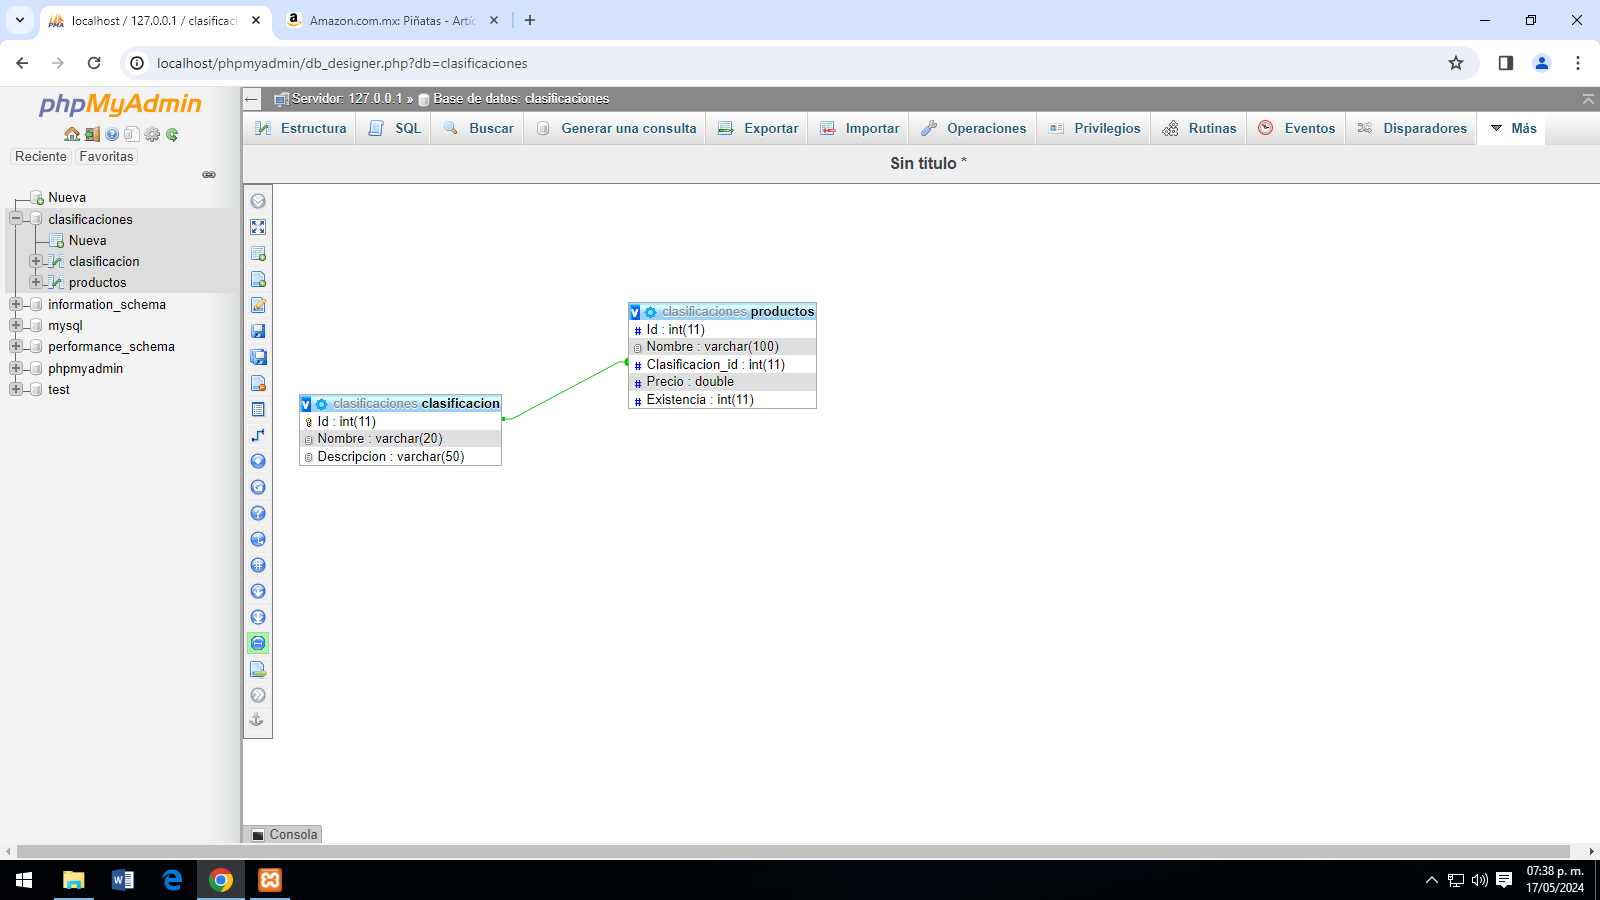 localhost / 127.0.0.1 / clasificaci
Amazon.com.mx: Piñatas - Artíc
localhost/phpmyadmin/db_designer.php?db=clasificaciones
phpMyAdmin
Reciente
Favoritas
Nueva
clasificaciones
Nueva
clasificacion
productos
information_schema
mysql
performance_schema
phpmyadmin
test
Servidor: 127.0.0.1 » Base de datos: clasificaciones
Estructura
SQL
Buscar
Generar una consulta
Exportar
Importar
Operaciones
Privilegios
Rutinas
Eventos
Disparadores
Más
Sin título *
clasificaciones productos
Id : int(11)
Nombre : varchar(100)
Clasificacion_id : int(11)
Precio : double
Existencia : int(11)
clasificaciones clasificacion
Id : int(11)
Nombre : varchar(20)
Descripcion : varchar(50)
Consola
07:38 p. m.
17/05/2024